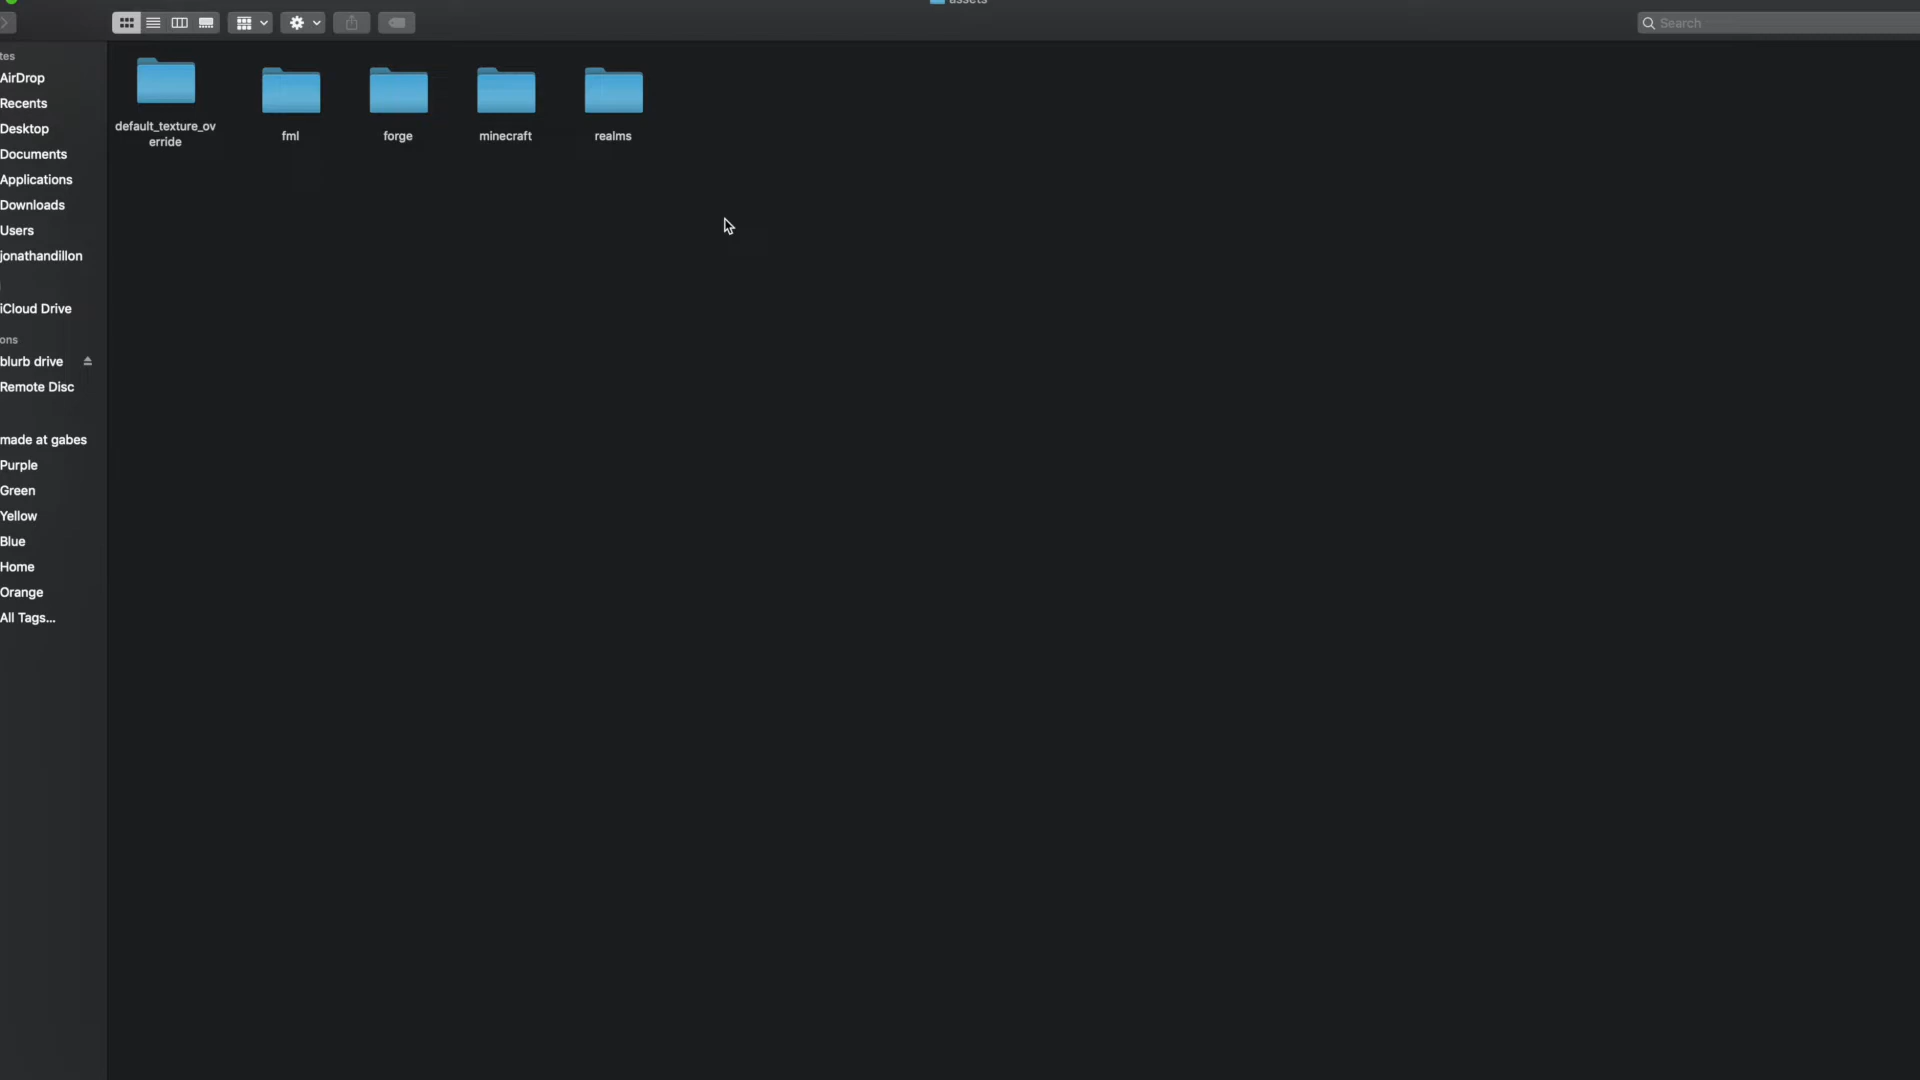 assets
Search
tes
AirDrop
Recents
Desktop
Documents
Applications
Downloads
Users
jonathandillon
iCloud Drive
ons
blurb drive
Remote Disc
made at gabes
Purple
Green
Yellow
Blue
Home
Orange
All Tags...
default_texture_ov
erride
fml
forge
minecraft
realms